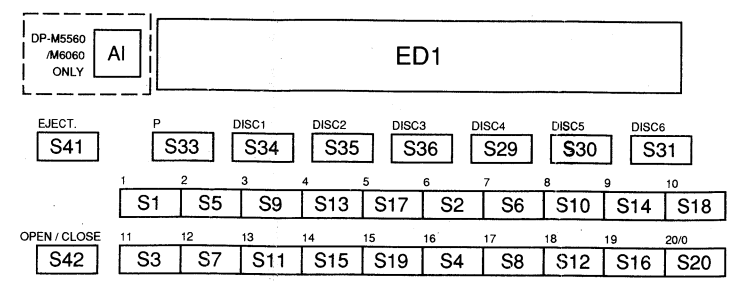 DP-M5560
/M6060
ONLY
AI
ED1
EJECT. P DISC1 DISC2 DISC3 DISC4 DISC5 DISC6
S41 S33 S34 S35 S36 S29 S30 S31
1 2 3 4 5 6 7 8 9 10
S1 S5 S9 S13 S17 S2 S6 S10 S14 S18
OPEN / CLOSE 11 12 13 14 15 16 17 18 19 20/0
S42 S3 S7 S11 S15 S19 S4 S8 S12 S16 S20